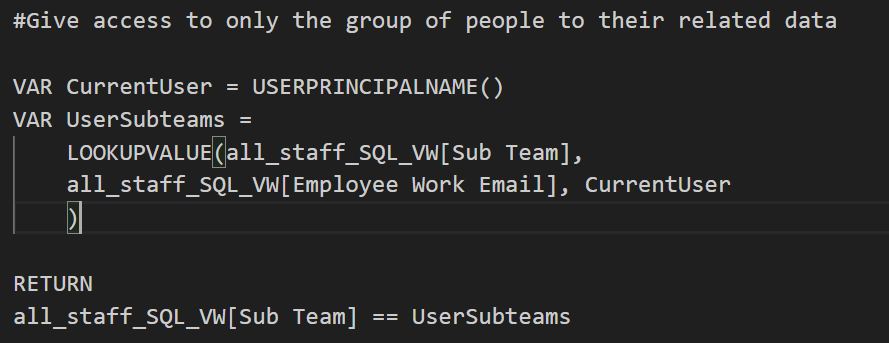 #Give access to only the group of people to their related data
VAR CurrentUser = USERPRINCIPALNAME()
VAR UserSubteams =
LOOKUPVALUE(all_staff_SQL_VW[Sub Team],
all_staff_SQL_VW[Employee Work Email], CurrentUser
)
RETURN
all_staff_SQL_VW[Sub Team] == UserSubteams